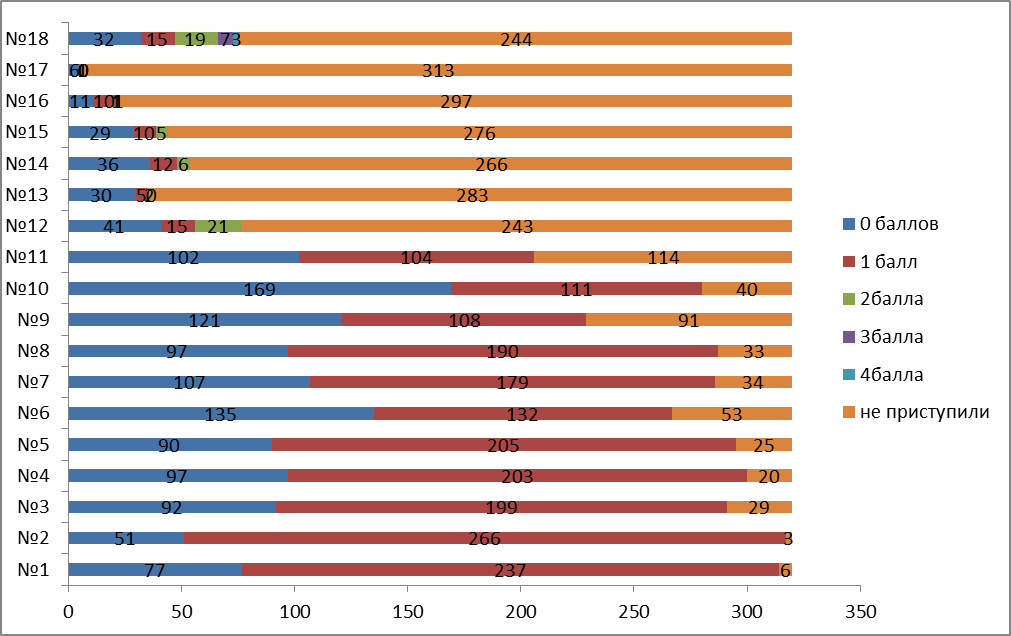 №18 32 15 19 7 3 244
№17 6 0 313
№16 11 10 1 1 297
№15 29 10 5 276
№14 36 12 6 266
№13 30 5 2 0 283
№12 41 15 21 243
№11 102 104 114
№10 169 111 40
№9 121 108 91
№8 97 190 33
№7 107 179 34
№6 135 132 53
№5 90 205 25
№4 97 203 20
№3 92 199 29
№2 51 266 3
№1 77 237 6
0 50 100 150 200 250 300 350
0 баллов
1 балл
2балла
3балла
4балла
не приступили